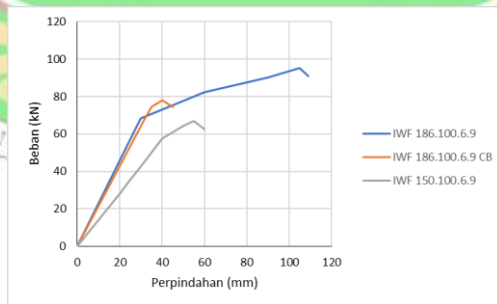 120
100
80
60
40
20
0
0 20 40 60 80 100 120
Beban (kN)
Perpindahan (mm)
IWF 186.100.6.9
IWF 186.100.6.9 CB
IWF 150.100.6.9